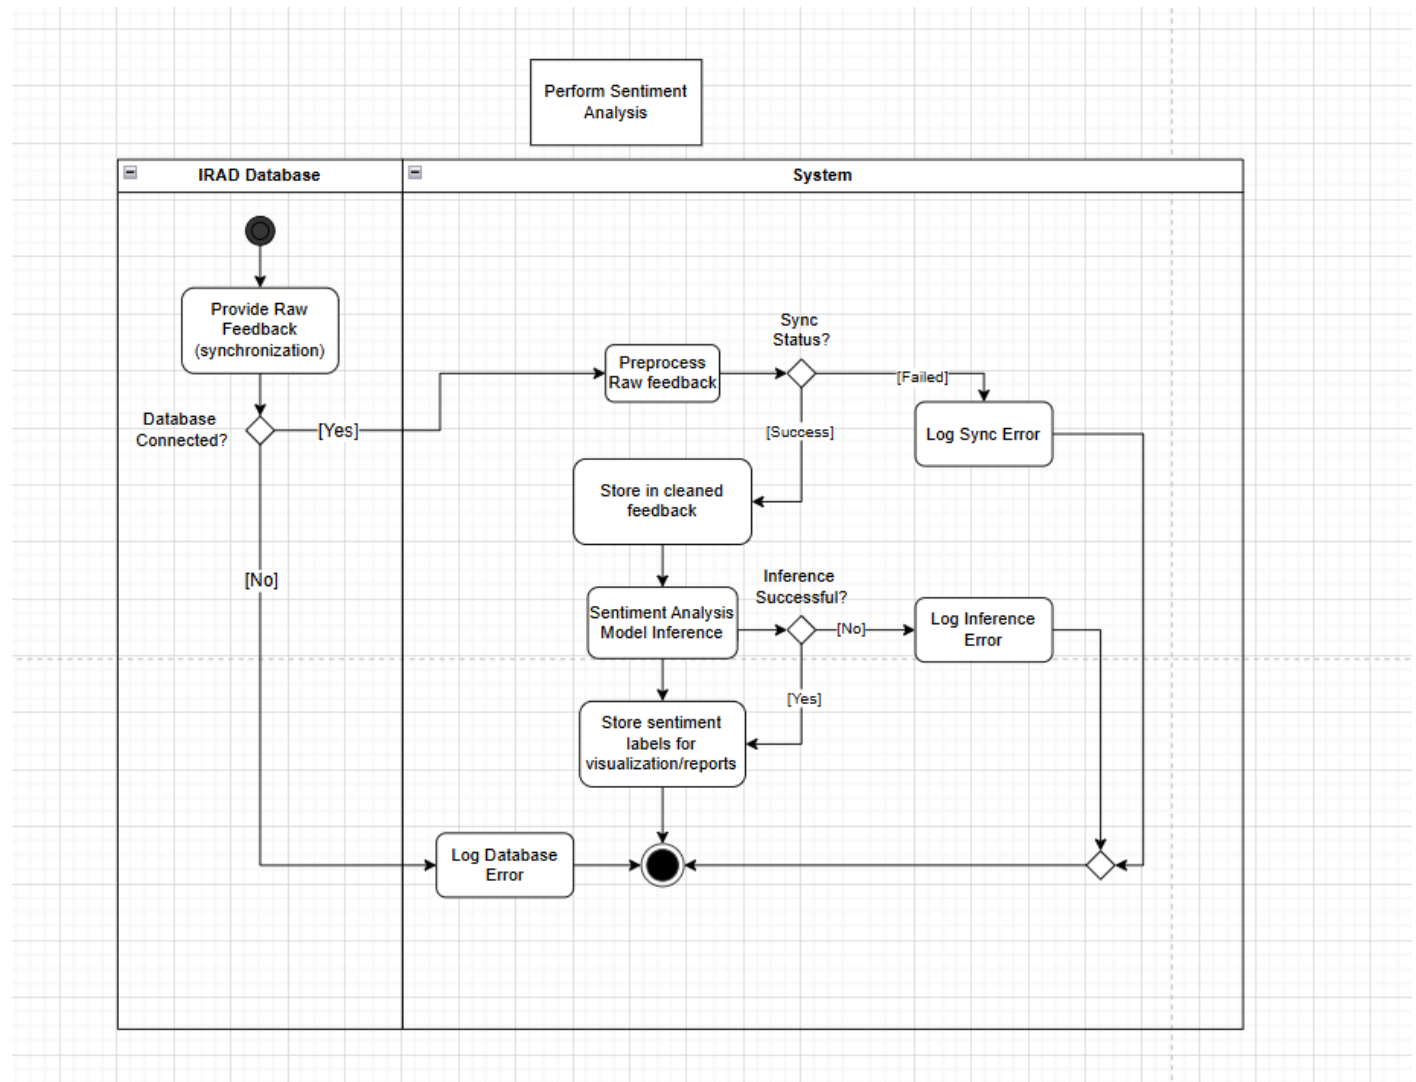 Perform Sentiment
Analysis
IRAD Database
System
Provide Raw
Feedback
(synchronization)
Database
Connected?
[Yes]
[No]
Preprocess
Raw feedback
Sync
Status?
[Failed]
[Success]
Log Sync Error
Store in cleaned
feedback
Sentiment Analysis
Model Inference
Inference
Successful?
[No]
Log Inference
Error
[Yes]
Store sentiment
labels for
visualization/reports
Log Database
Error